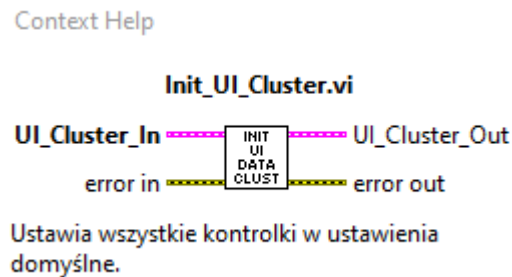 Context Help
Init_UI_Cluster.vi
UI_Cluster_In
INIT
UI
DATA
CLUST
UI_Cluster_Out
error in
error out
Ustawia wszystkie kontrolki w ustawienia
domyślne.